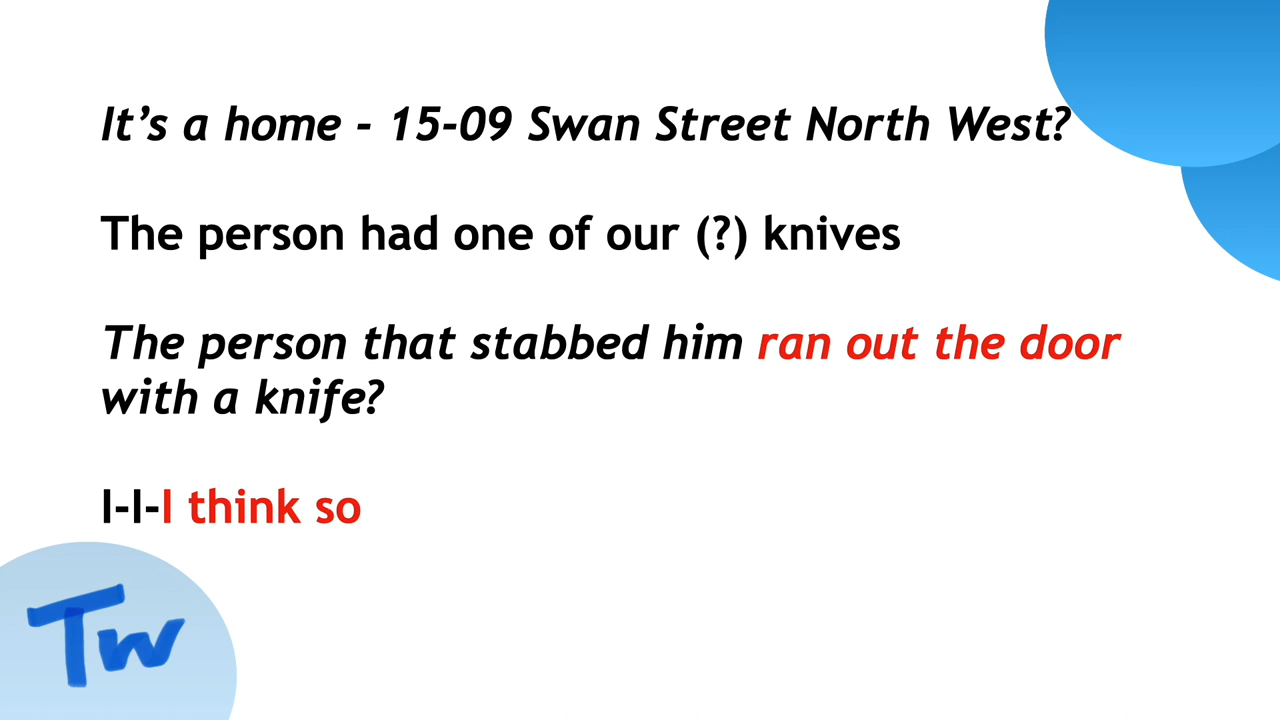 It’s a home - 15-09 Swan Street North West?
The person had one of our (?) knives
The person that stabbed him ran out the door
with a knife?
I-I-I think so
Tw